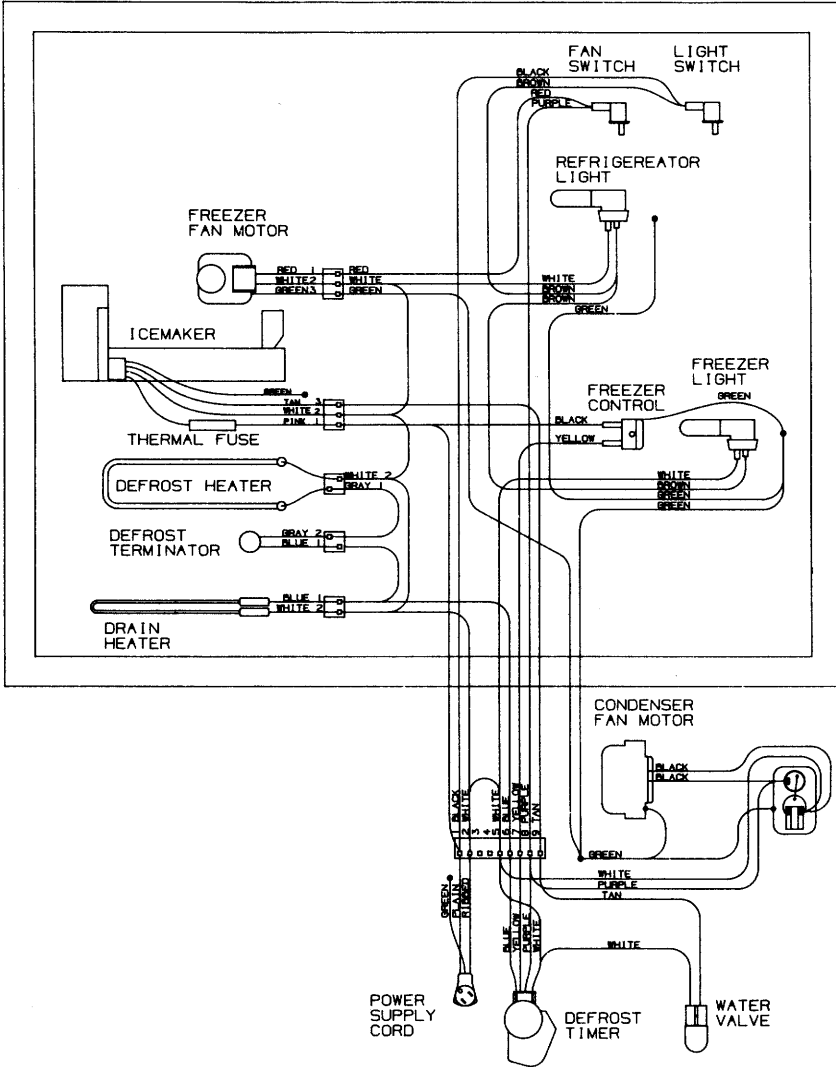 FAN
SWITCH
LIGHT
SWITCH
BLACK
BROWN
RED
PURPLE
REFRIGEREATOR
LIGHT
FREEZER
FAN MOTOR
RED 1 RED
WHITE 2 WHITE
GREEN 3 GREEN
WHITE
BROWN
BROWN
GREEN
ICEMAKER
GREEN
TAN 3
WHITE 2
PINK 1
THERMAL FUSE
FREEZER
CONTROL
FREEZER
LIGHT
GREEN
BLACK
YELLOW
WHITE
BROWN
GREEN
GREEN
DEFROST HEATER
WHITE 2
GRAY 1
DEFROST
TERMINATOR
GRAY 2
BLUE 1
BLUE 1
WHITE 2
DRAIN
HEATER
CONDENSER
FAN MOTOR
BLACK
BLACK
1 BLACK
2 WHITE
3
4
5 WHITE
6 BLUE
7 YELLOW
8 PURPLE
9 TAN
GREEN
WHITE
PURPLE
TAN
GREEN
PLAIN
RIBBED
BLUE
YELLOW
PURPLE
WHITE
WHITE
POWER
SUPPLY
CORD
DEFROST
TIMER
WATER
VALVE